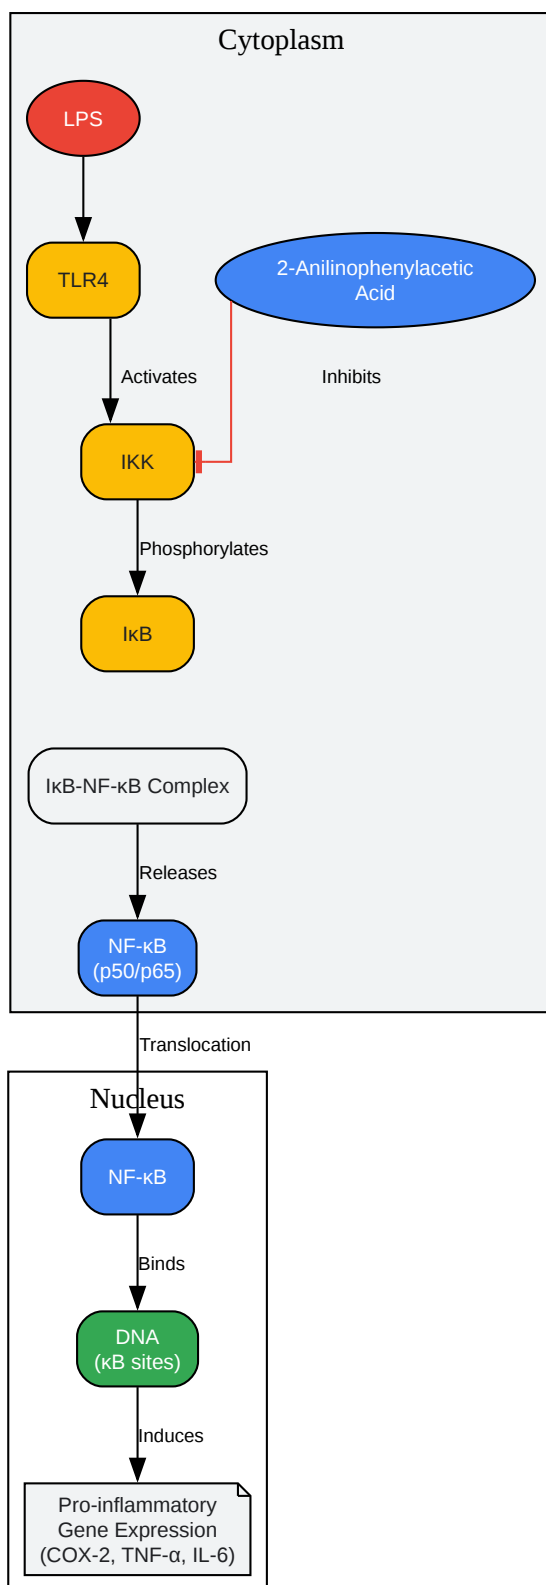 Cytoplasm
LPS
TLR4
2-Anilinophenylacetic
Acid
Activates
Inhibits
IKK
Phosphorylates
IκB
IκB-NF-κB Complex
Releases
NF-κB
(p50/p65)
Translocation
Nucleus
NF-κB
Binds
DNA
(κB sites)
Induces
Pro-inflammatory
Gene Expression
(COX-2, TNF-α, IL-6)